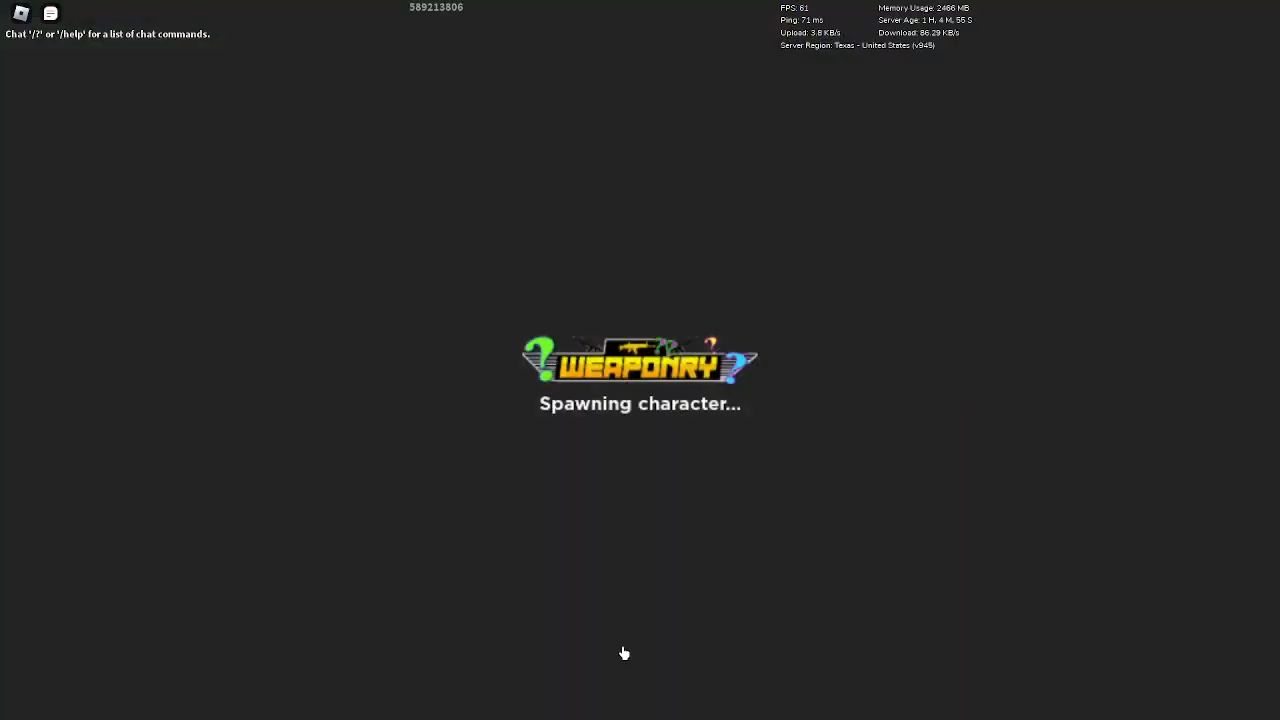 589213806
FPS: 61
Memory Usage: 2466 MB
Ping: 71 ms
Server Age: 1 H, 4 M, 55 S
Chat '/?' or '/help' for a list of chat commands.
Upload: 3.8 KB/s
Download: 86.29 KB/s
Server Region: Texas - United States (v945)
? WEAPONRY ?
Spawning character...